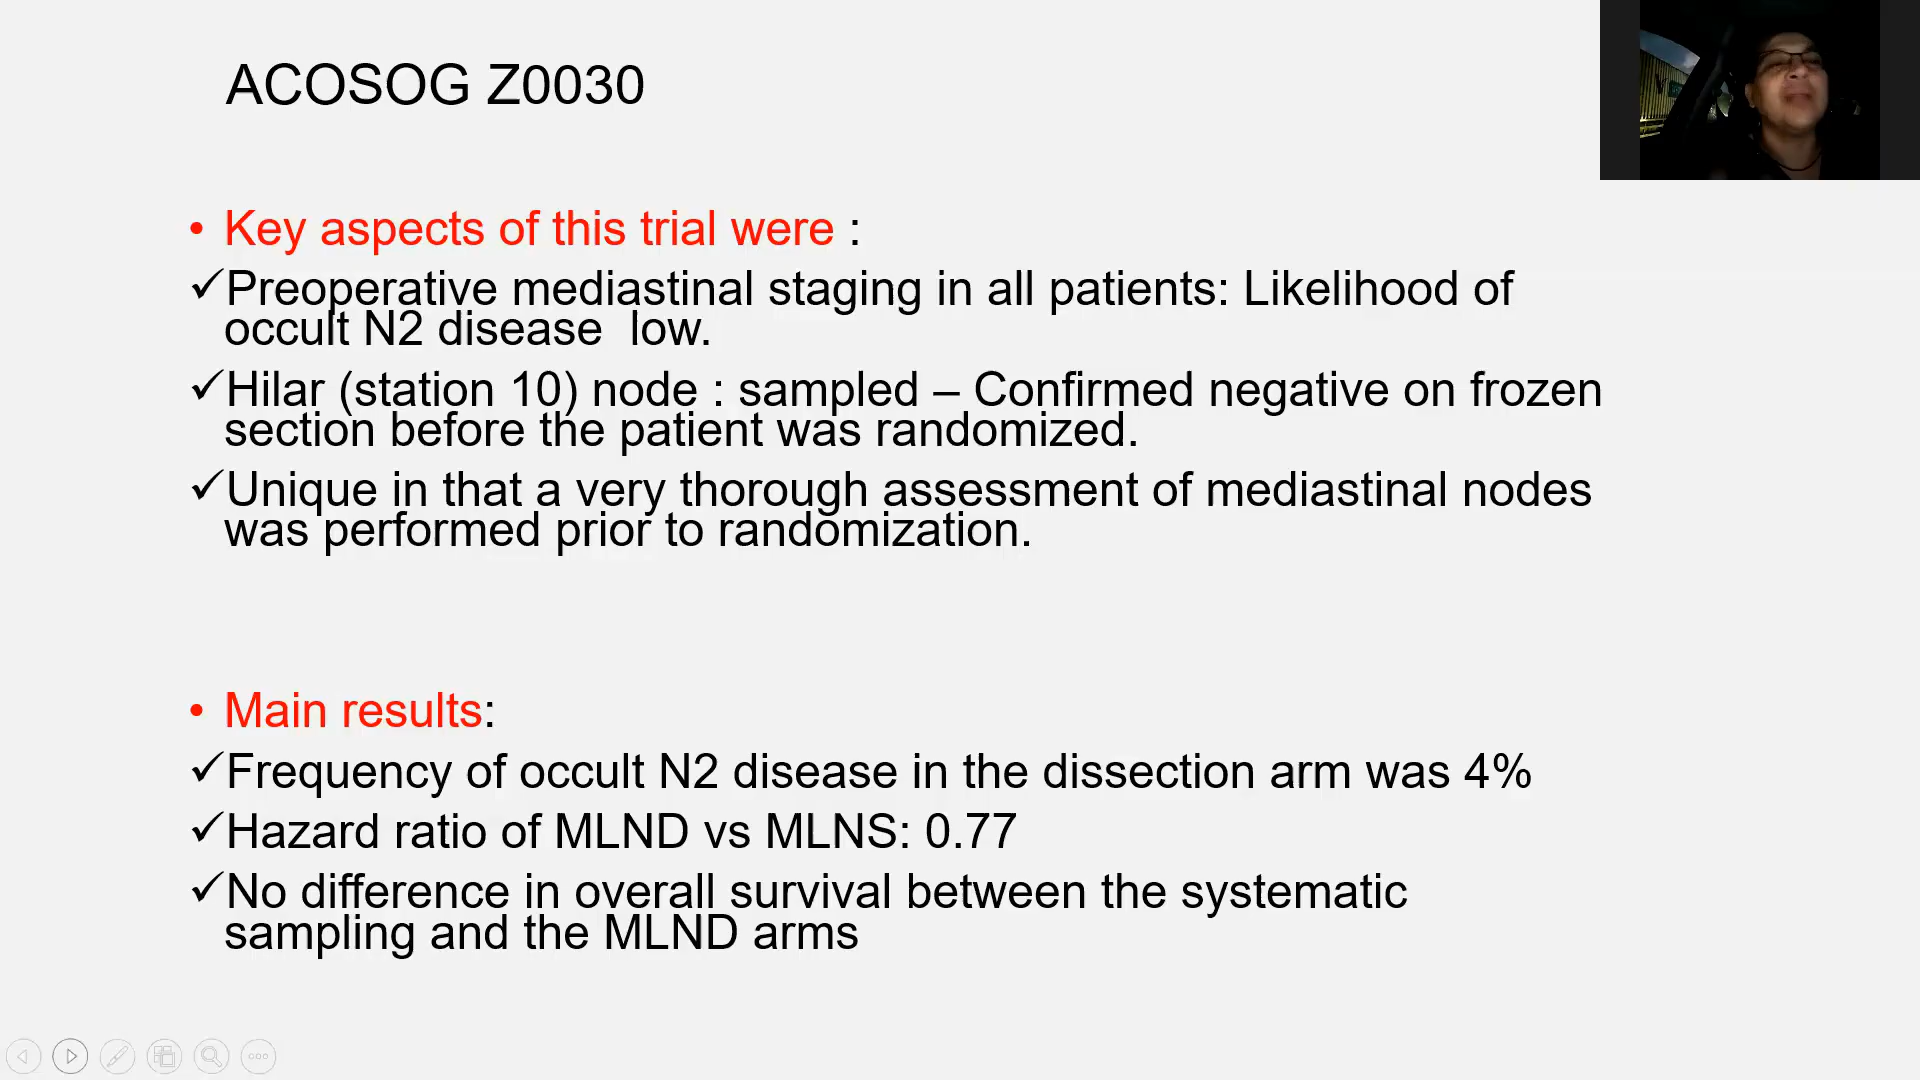 ACOSOG Z0030
• Key aspects of this trial were :
✓Preoperative mediastinal staging in all patients: Likelihood of
occult N2 disease  low.
✓Hilar (station 10) node : sampled – Confirmed negative on frozen
section before the patient was randomized.
✓Unique in that a very thorough assessment of mediastinal nodes
was performed prior to randomization.
• Main results:
✓Frequency of occult N2 disease in the dissection arm was 4%
✓Hazard ratio of MLND vs MLNS: 0.77
✓No difference in overall survival between the systematic
sampling and the MLND arms